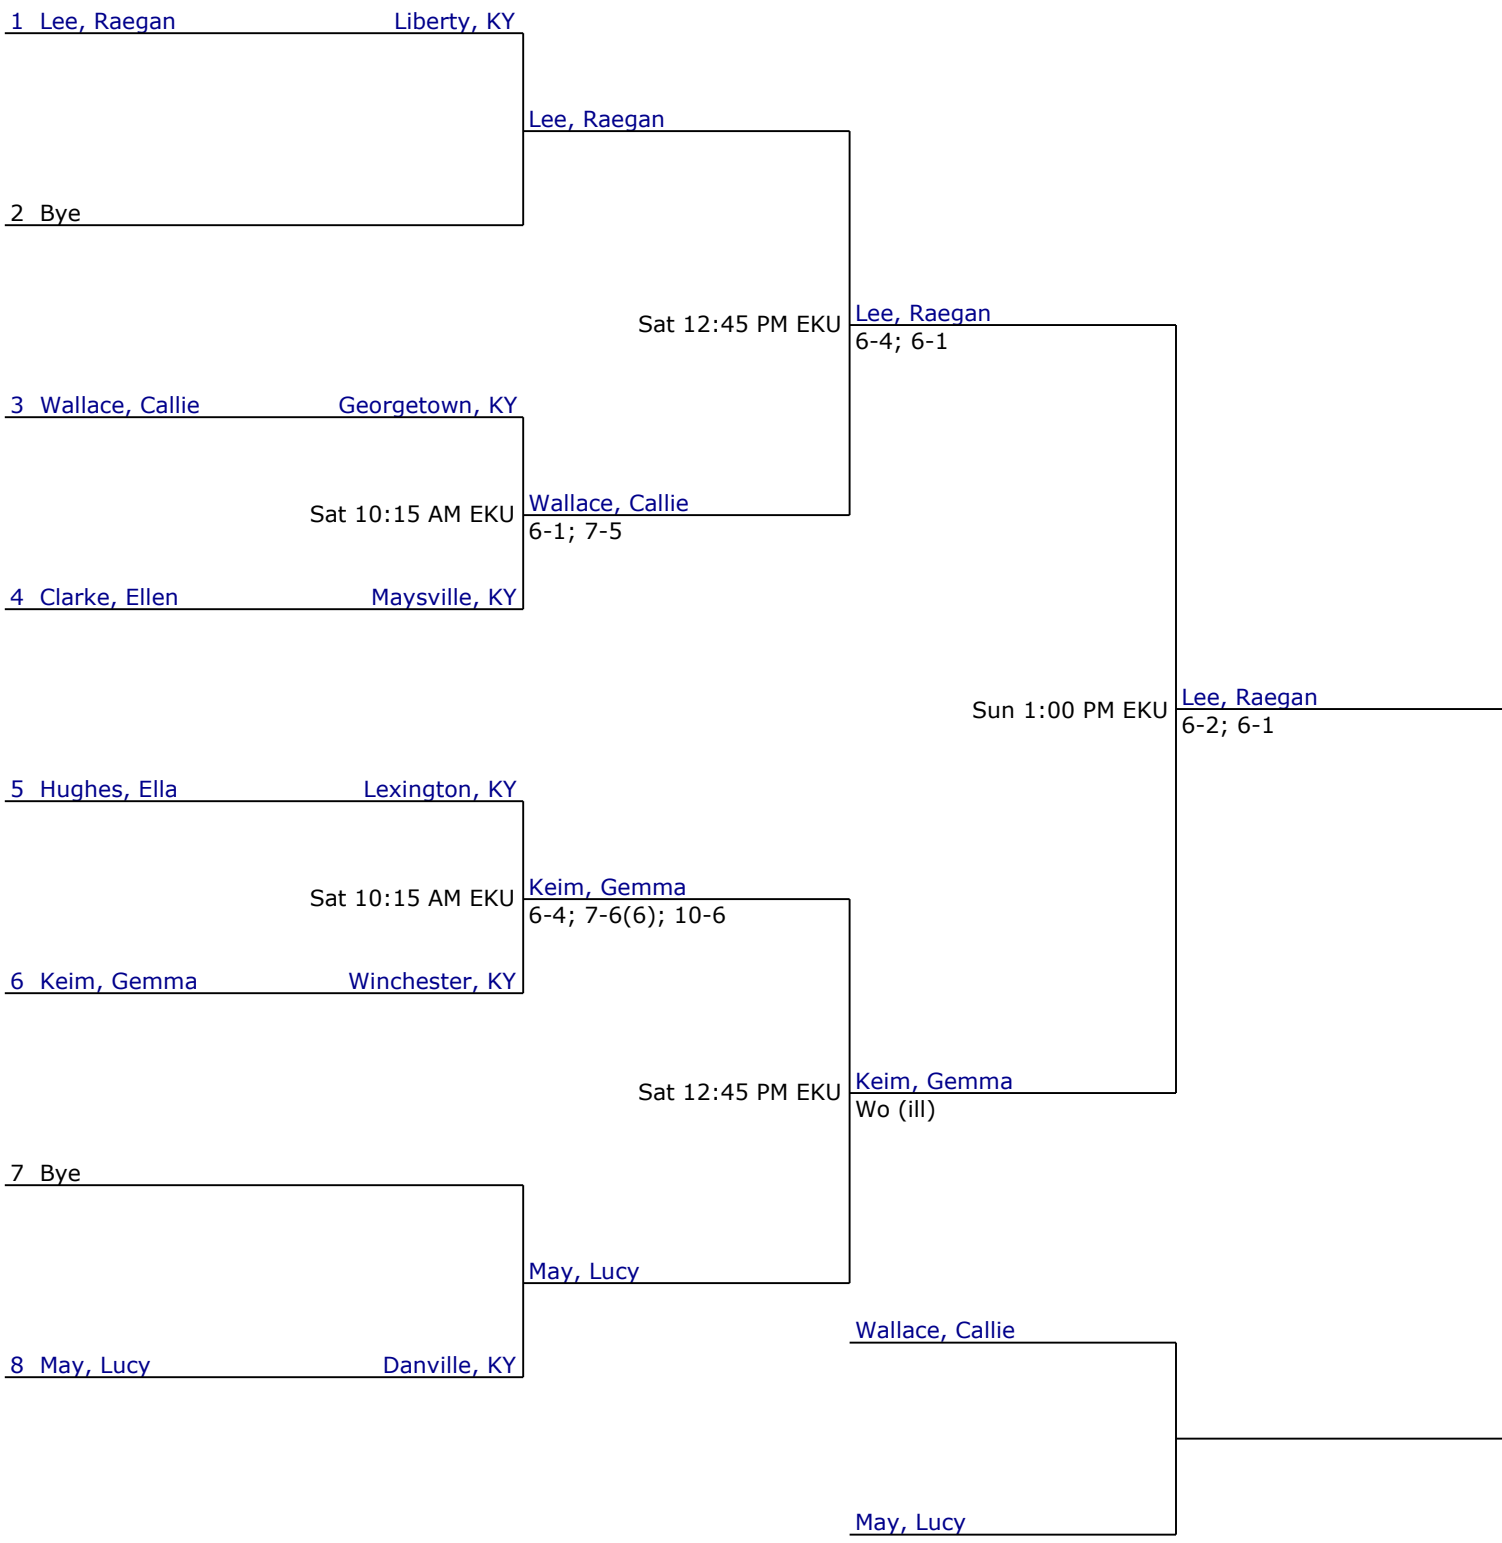 1 Lee, Raegan Liberty, KY
Lee, Raegan
2 Bye
Sat 12:45 PM EKU
Lee, Raegan
6-4; 6-1
3 Wallace, Callie Georgetown, KY
Sat 10:15 AM EKU
Wallace, Callie
6-1; 7-5
4 Clarke, Ellen Maysville, KY
Sun 1:00 PM EKU
Lee, Raegan
6-2; 6-1
5 Hughes, Ella Lexington, KY
Sat 10:15 AM EKU
Keim, Gemma
6-4; 7-6(6); 10-6
6 Keim, Gemma Winchester, KY
Sat 12:45 PM EKU
Keim, Gemma
Wo (ill)
7 Bye
May, Lucy
Wallace, Callie
8 May, Lucy Danville, KY
May, Lucy